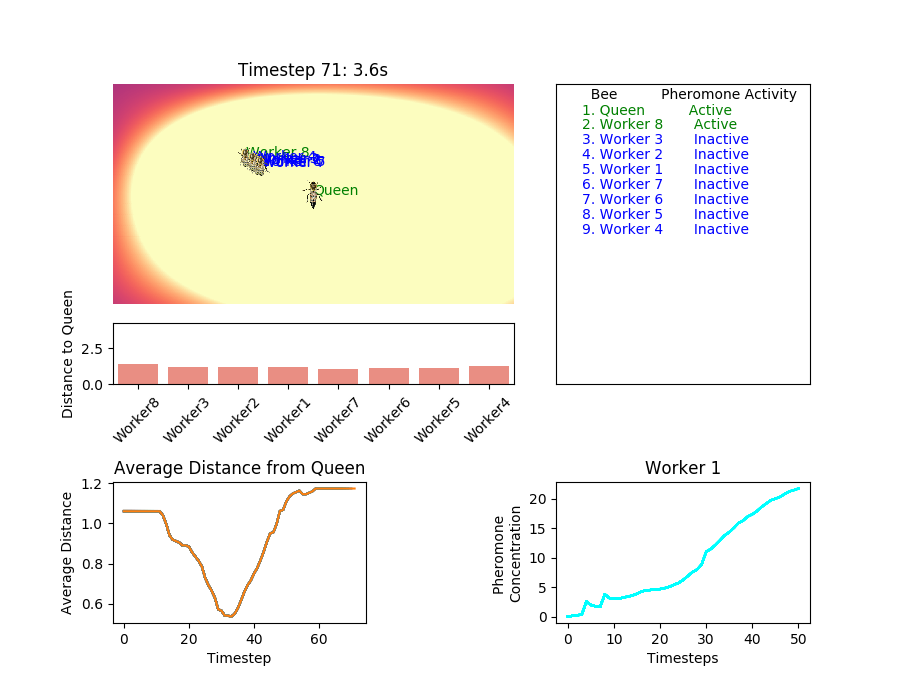 Timestep 71: 3.6s
Worker 8
Queen
Bee Pheromone Activity
1. Queen Active
2. Worker 8 Active
3. Worker 3 Inactive
4. Worker 2 Inactive
5. Worker 1 Inactive
6. Worker 7 Inactive
7. Worker 6 Inactive
8. Worker 5 Inactive
9. Worker 4 Inactive
Distance to Queen
2.5
0.0
Worker8
Worker3
Worker2
Worker1
Worker7
Worker6
Worker5
Worker4
Average Distance from Queen
Average Distance
1.2
1.0
0.8
0.6
0 20 40 60
Timestep
Worker 1
Pheromone
Concentration
20
15
10
5
0
0 10 20 30 40 50
Timesteps